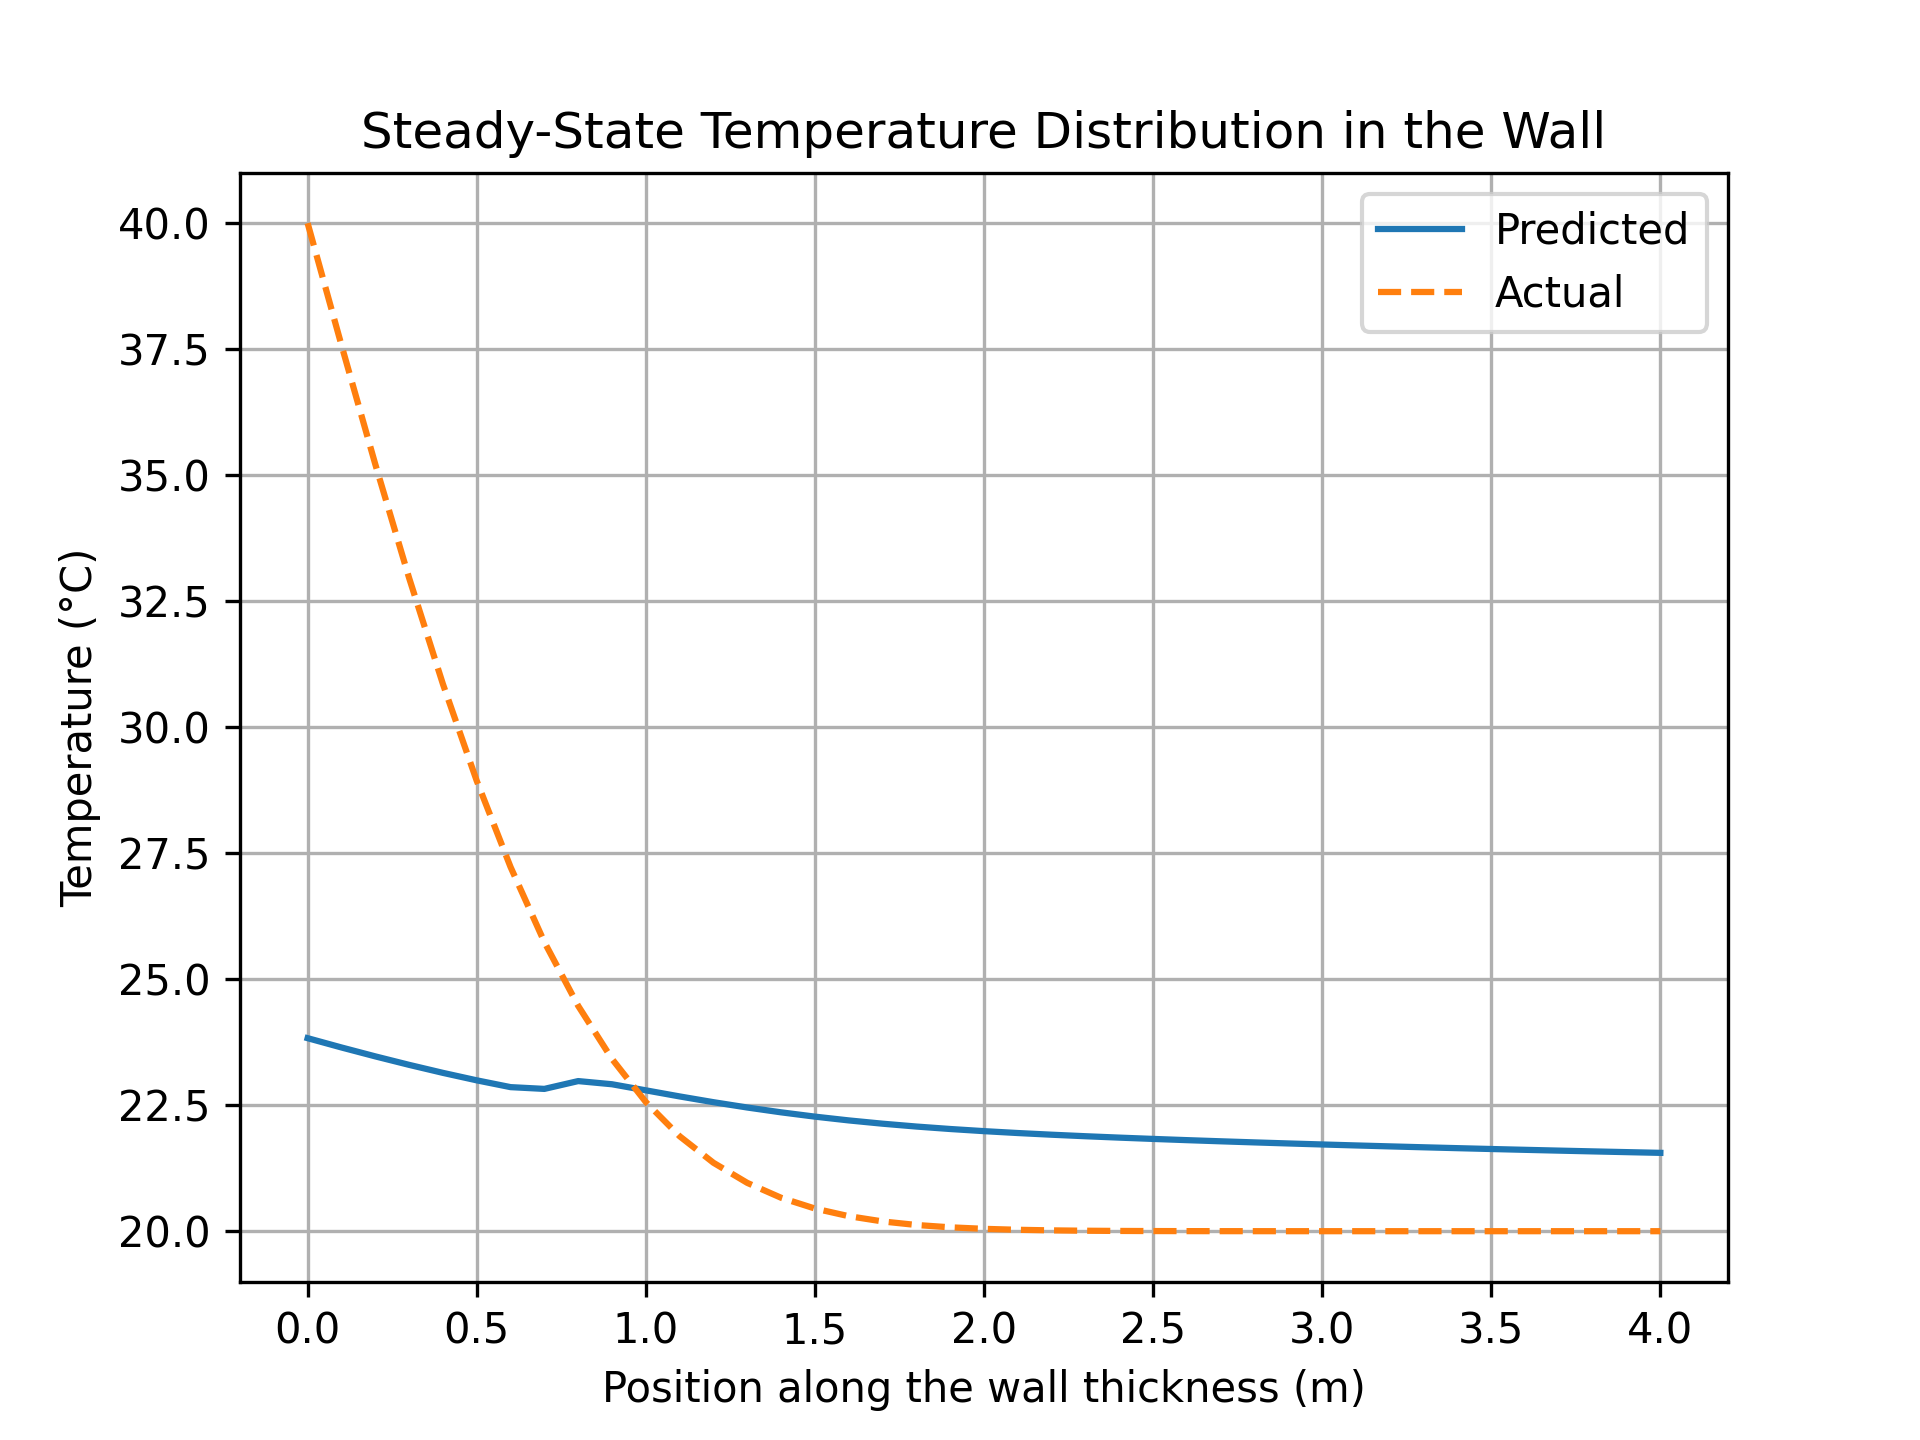 Steady-State Temperature Distribution in the Wall
Predicted
Actual
Temperature (°C)
40.0
37.5
35.0
32.5
30.0
27.5
25.0
22.5
20.0
0.0 0.5 1.0 1.5 2.0 2.5 3.0 3.5 4.0
Position along the wall thickness (m)